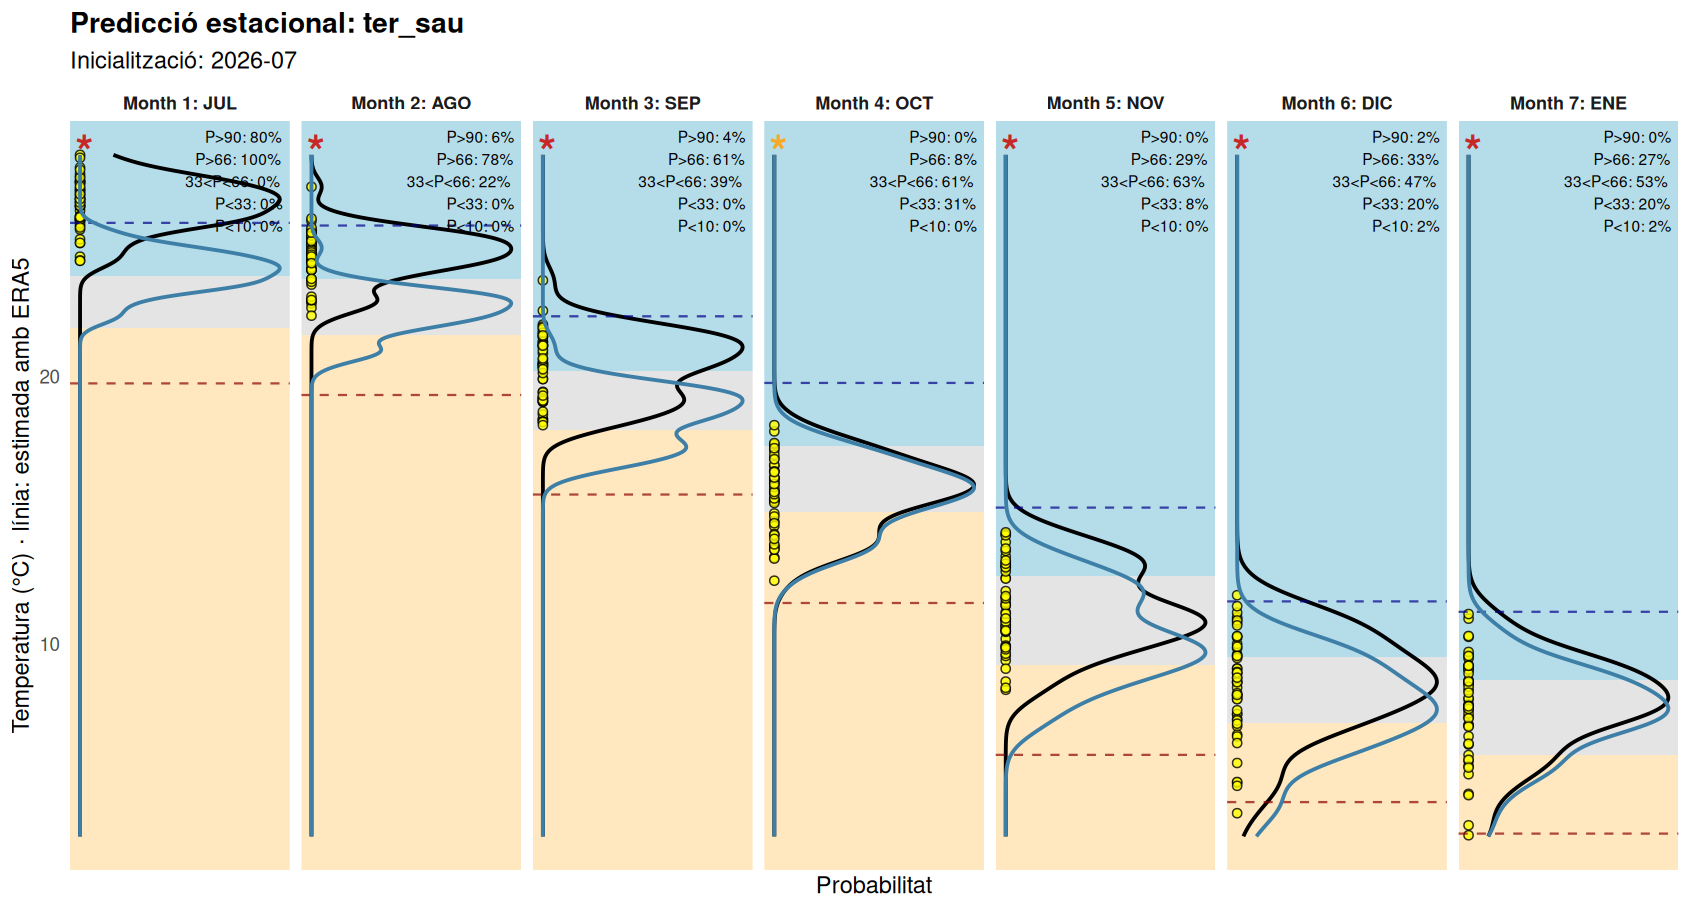 Predicció estacional: ter_sau
Inicialització: 2026-07
Month 1: JUL
P>90: 80%
P>66: 100%
33<P<66: 0%
P<33: 0%
P<10: 0%
Month 2: AGO
P>90: 6%
P>66: 78%
33<P<66: 22%
P<33: 0%
P<10: 0%
Month 3: SEP
P>90: 4%
P>66: 61%
33<P<66: 39%
P<33: 0%
P<10: 0%
Month 4: OCT
P>90: 0%
P>66: 8%
33<P<66: 61%
P<33: 31%
P<10: 0%
Month 5: NOV
P>90: 0%
P>66: 29%
33<P<66: 63%
P<33: 8%
P<10: 0%
Month 6: DIC
P>90: 2%
P>66: 33%
33<P<66: 47%
P<33: 20%
P<10: 2%
Month 7: ENE
P>90: 0%
P>66: 27%
33<P<66: 53%
P<33: 20%
P<10: 2%
Temperatura (°C) · línia: estimada amb ERA5
20
10
Probabilitat